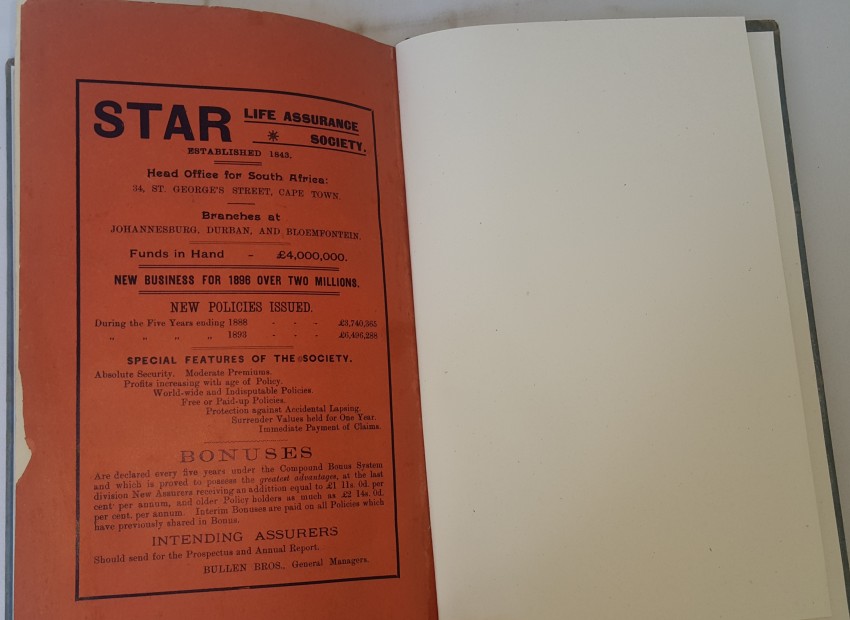 STAR LIFE ASSURANCE
* SOCIETY.
ESTABLISHED 1843.
Head Office for South Africa:
34, ST. GEORGE'S STREET, CAPE TOWN.
Branches at
JOHANNESBURG, DURBAN, AND BLOEMFONTEIN.
Funds in Hand - £4,000,000.
NEW BUSINESS FOR 1896 OVER TWO MILLIONS.
NEW POLICIES ISSUED.
During the Five Years ending 1888 - - - £3,740,365
„ „ „ „ 1893 - - - £6,496,288
SPECIAL FEATURES OF THE SOCIETY.
Absolute Security. Moderate Premiums.
Profits increasing with age of Policy.
World-wide and Indisputable Policies.
Free or Paid-up Policies.
Protection against Accidental Lapsing.
Surrender Values held for One Year.
Immediate Payment of Claims.
BONUSES
Are declared every five years under the Compound Bonus System
and which is proved to possess the greatest advantages, at the last
division New Assurers receiving an addittion equal to £1 11s. 0d. per
cent per annum, and older Policy holders as much as £2 14s. 0d.
per cent. per annum. Interim Bonuses are paid on all Policies which
have previously shared in Bonus.
INTENDING ASSURERS
Should send for the Prospectus and Annual Report.
BULLEN BROS., General Managers.